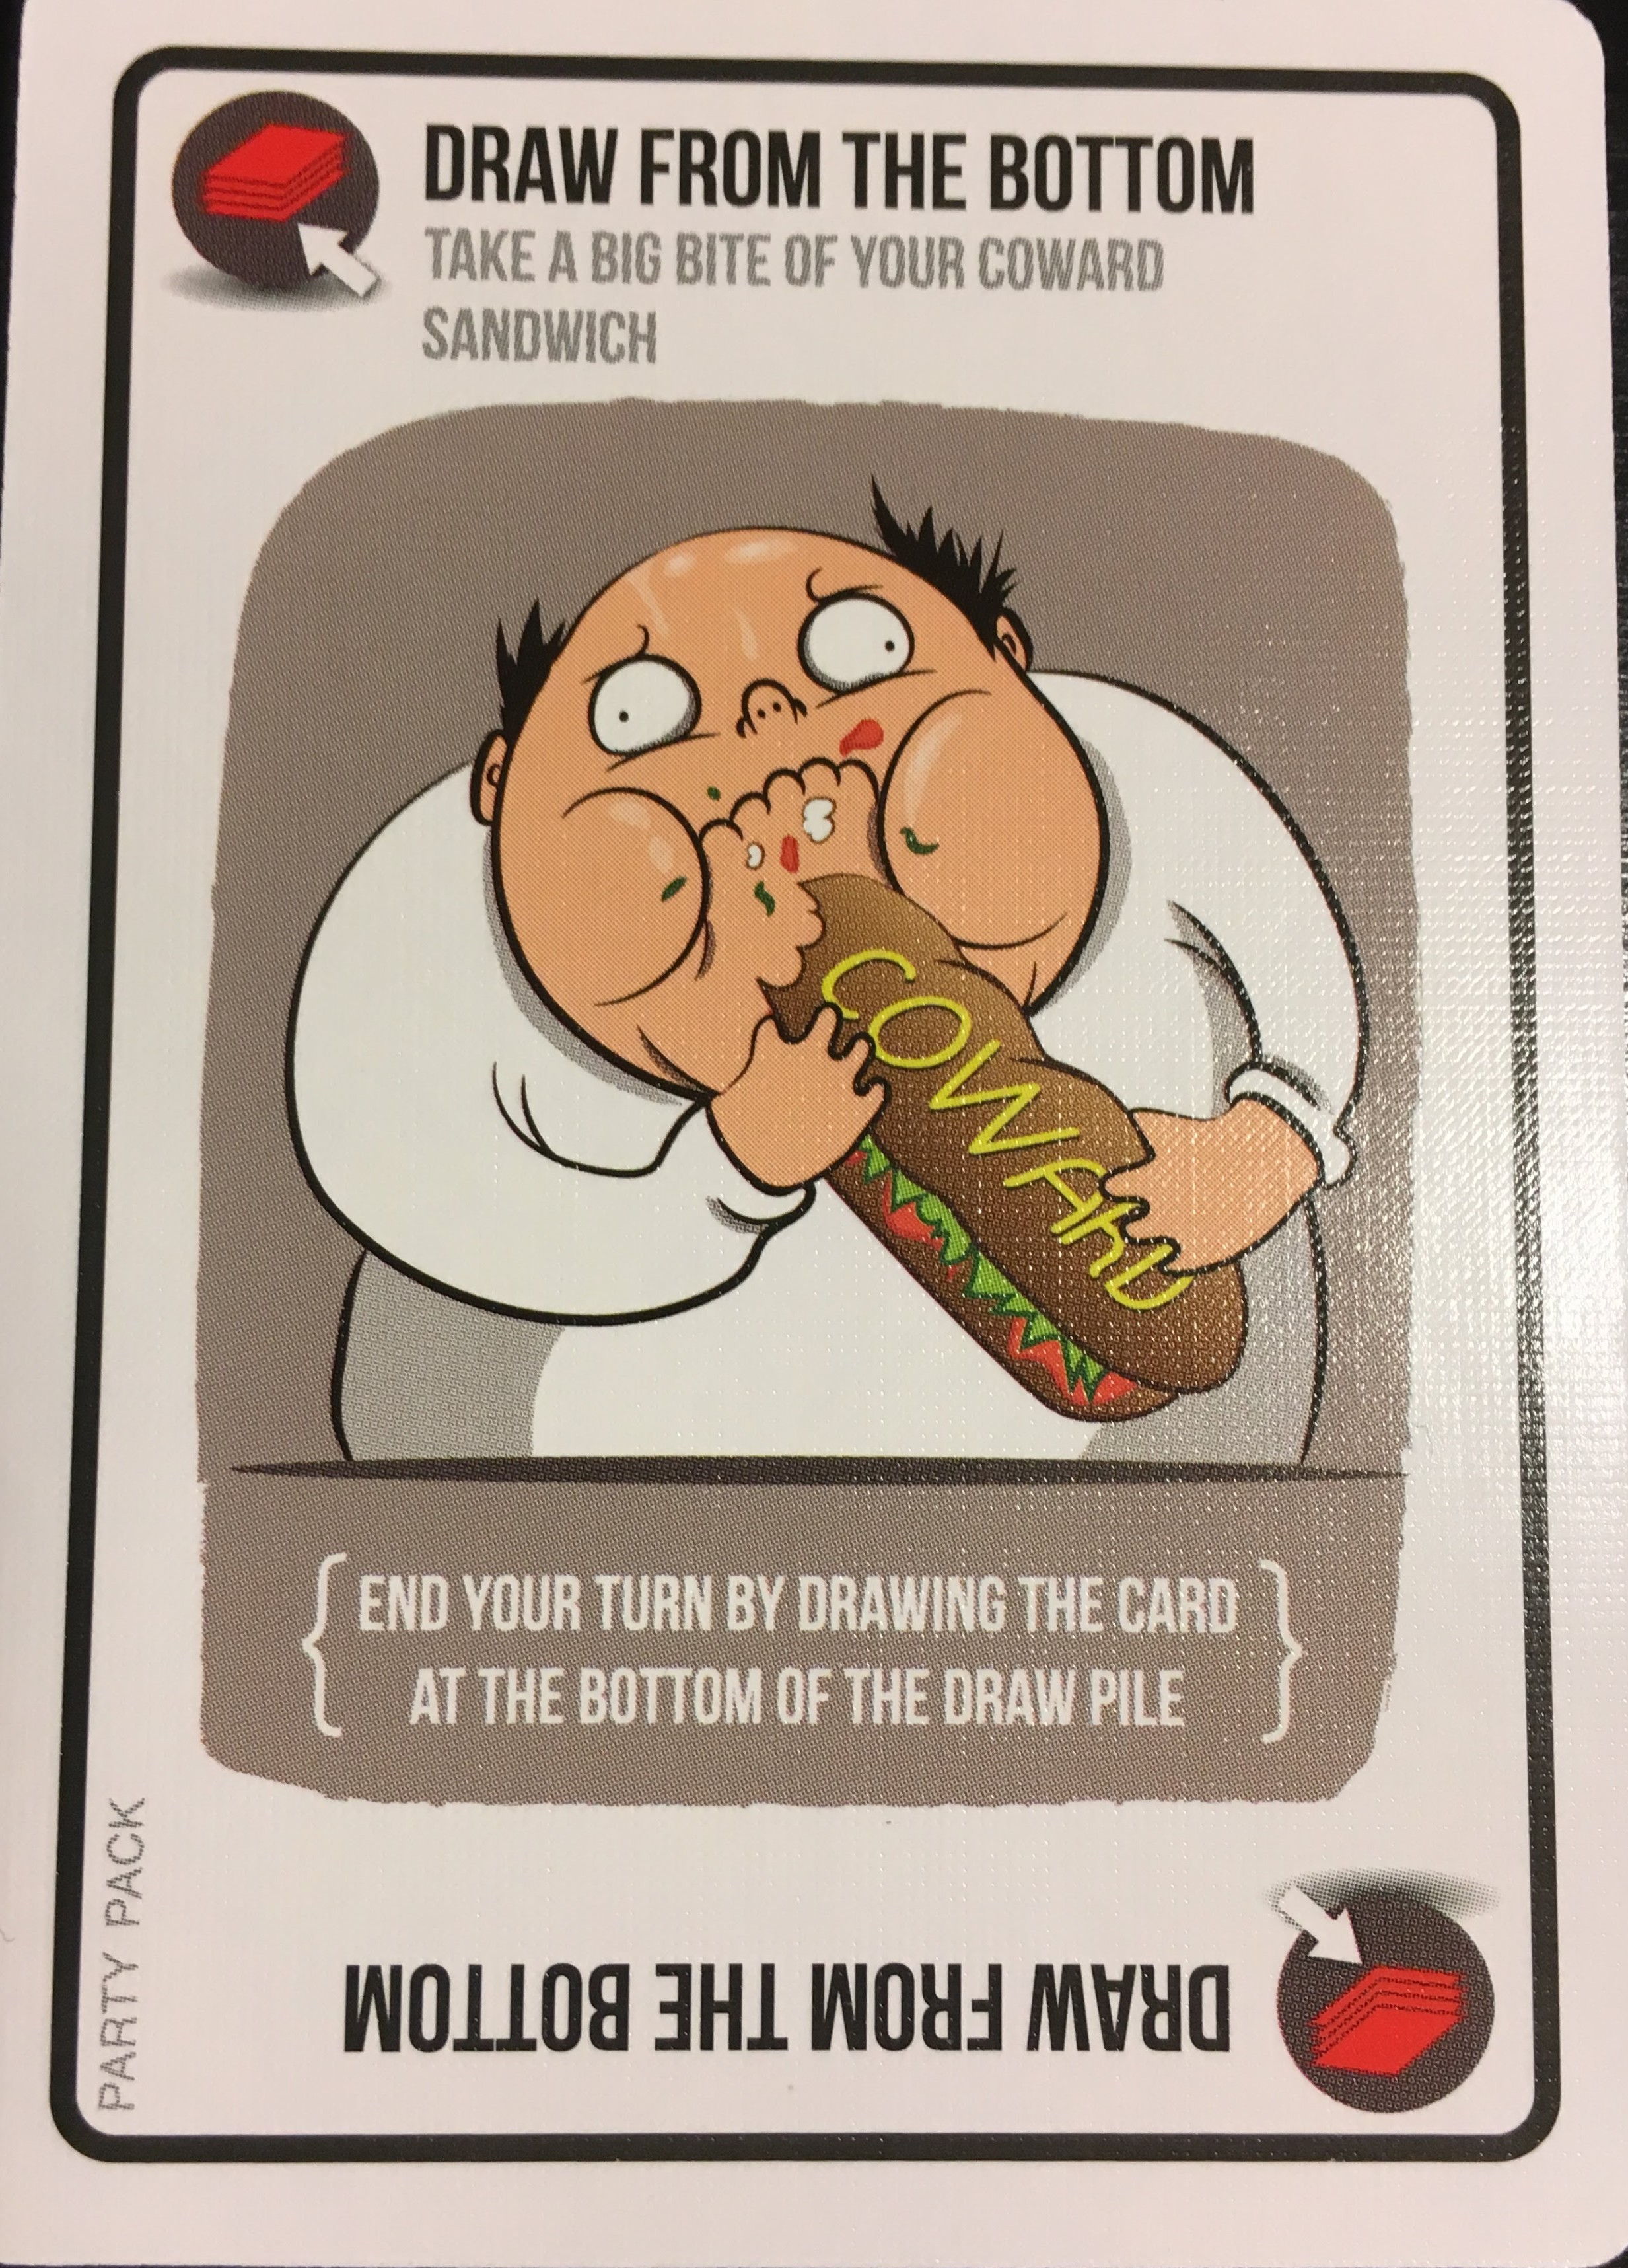 DRAW FROM THE BOTTOM
TAKE A BIG BITE OF YOUR COWARD
SANDWICH
COWARD
END YOUR TURN BY DRAWING THE CARD
AT THE BOTTOM OF THE DRAW PILE
PARTY PACK
DRAW FROM THE BOTTOM